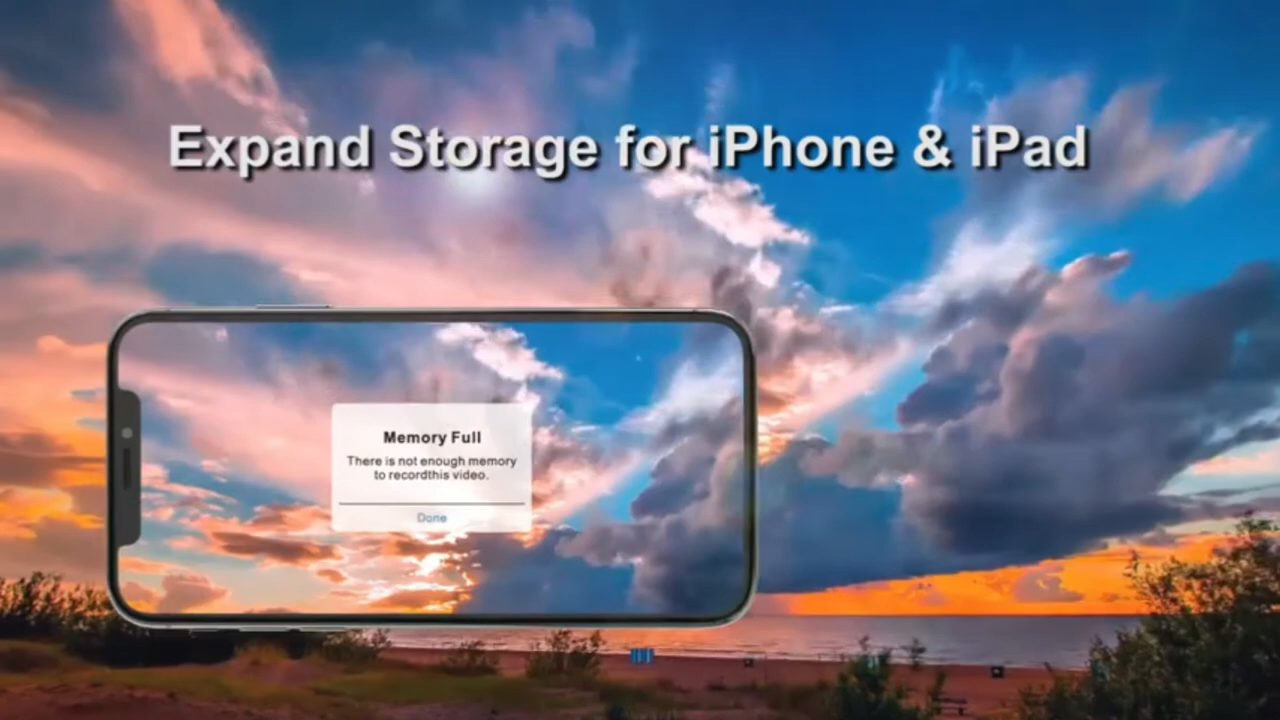 Expand Storage for iPhone & iPad
Memory Full
There is not enough memory
to recordthis video.
Done